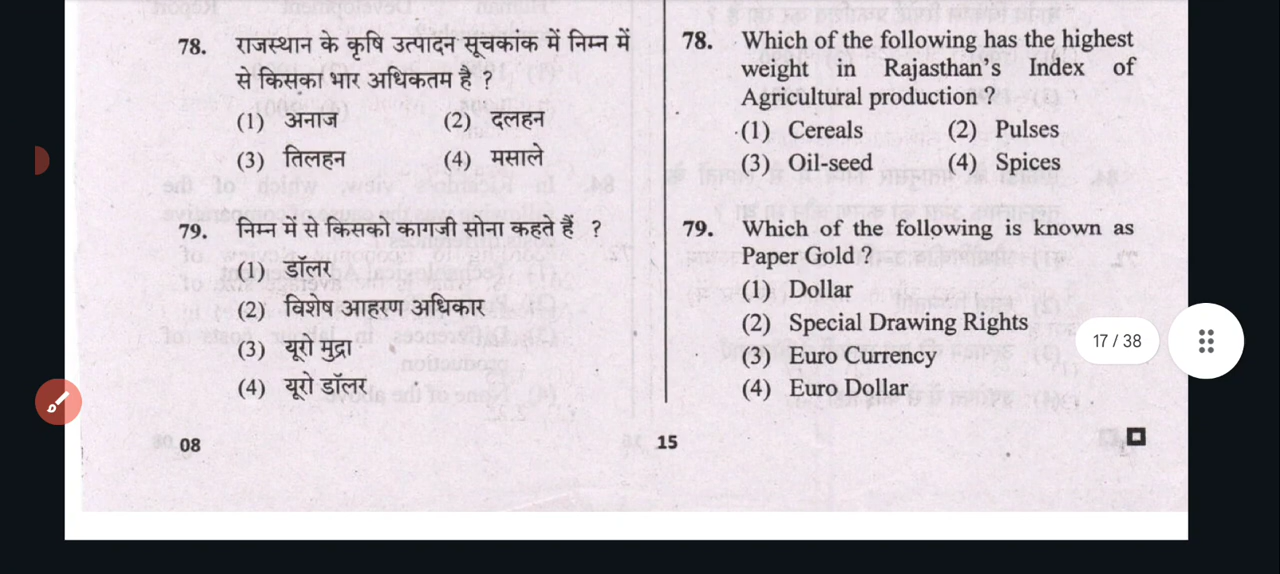 78. राजस्थान के कृषि उत्पादन सूचकांक में निम्न में
से किसका भार अधिकतम है ?
(1) अनाज (2) दलहन
(3) तिलहन (4) मसाले
79. निम्न में से किसको कागजी सोना कहते हैं ?
(1) डॉलर
(2) विशेष आहरण अधिकार
(3) यूरो मुद्रा
(4) यूरो डॉलर
78. Which of the following has the highest
weight in Rajasthan's Index of
Agricultural production ?
(1) Cereals (2) Pulses
(3) Oil-seed (4) Spices
79. Which of the following is known as
Paper Gold ?
(1) Dollar
(2) Special Drawing Rights
(3) Euro Currency
(4) Euro Dollar
17 / 38
08 15